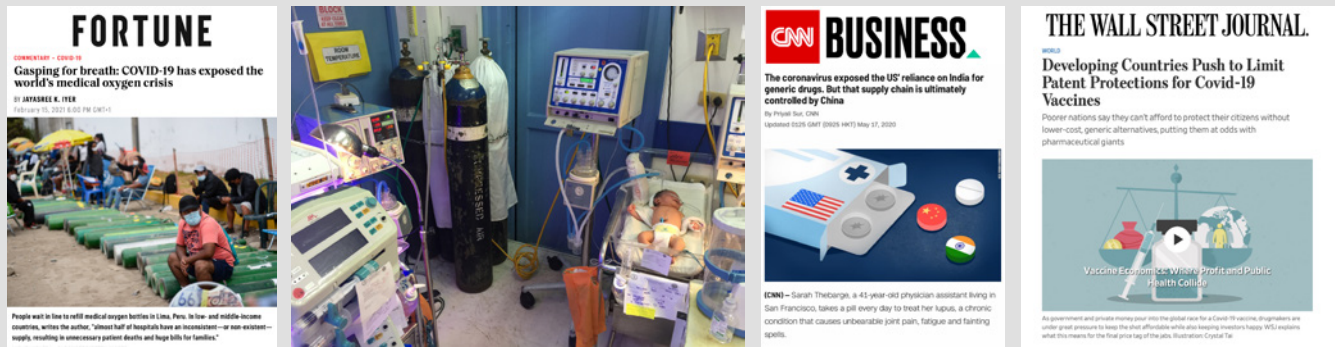 FORTUNE
COMMENTARY - COVID-19
Gasping for breath: COVID-19 has exposed the
world's medical oxygen crisis
BY JAYASREE K. IYER
February 15, 2021 6:00 PM GMT+1
66
People wait in line to refill medical oxygen bottles in Lima, Peru. In low- and middle-income
countries, writes the author, "almost half of hospitals have an inconsistent—or non-existent—
supply, resulting in unnecessary patient deaths and huge bills for families."
BLOCK
ROOM
TEMPERATURE
COMPRESSED AIR
CNN BUSINESS
The coronavirus exposed the US' reliance on India for
generic drugs. But that supply chain is ultimately
controlled by China
By Priyali Sur, CNN
Updated 0125 GMT (0925 HKT) May 17, 2020
(CNN) – Sarah Thebarge, a 41-year-old physician assistant living in
San Francisco, takes a pill every day to treat her lupus, a chronic
condition that causes unbearable joint pain, fatigue and fainting
spells.
THE WALL STREET JOURNAL.
WORLD
Developing Countries Push to Limit
Patent Protections for Covid-19
Vaccines
Poorer nations say they can't afford to protect their citizens without
lower-cost, generic alternatives, putting them at odds with
pharmaceutical giants
Vaccine Economics: Where Profit and Public
Health Collide
As government and private money pour into the global race for a Covid-19 vaccine, drugmakers are
under great pressure to keep the shot affordable while also keeping investors happy. WSJ explains
what this means for the final price tag of the jabs. Illustration: Crystal Tai